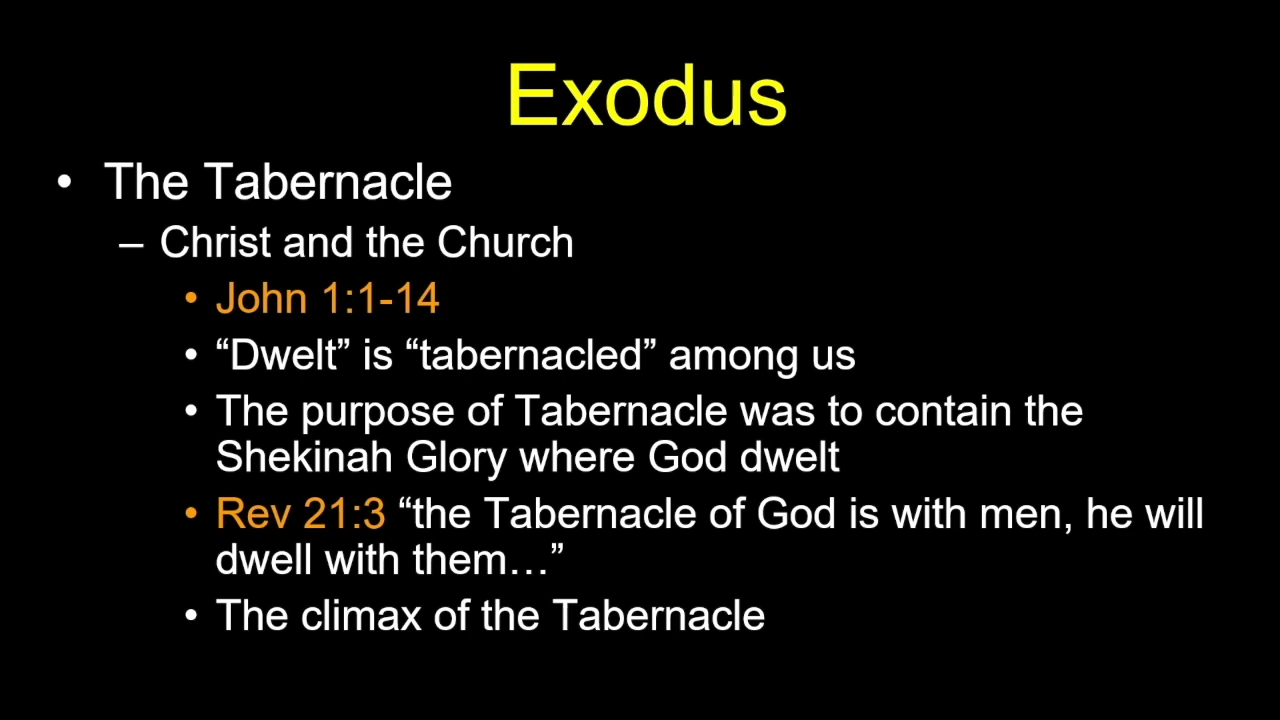 Exodus
• The Tabernacle
– Christ and the Church
• John 1:1-14
• “Dwelt” is “tabernacled” among us
• The purpose of Tabernacle was to contain the
Shekinah Glory where God dwelt
• Rev 21:3 “the Tabernacle of God is with men, he will
dwell with them…”
• The climax of the Tabernacle